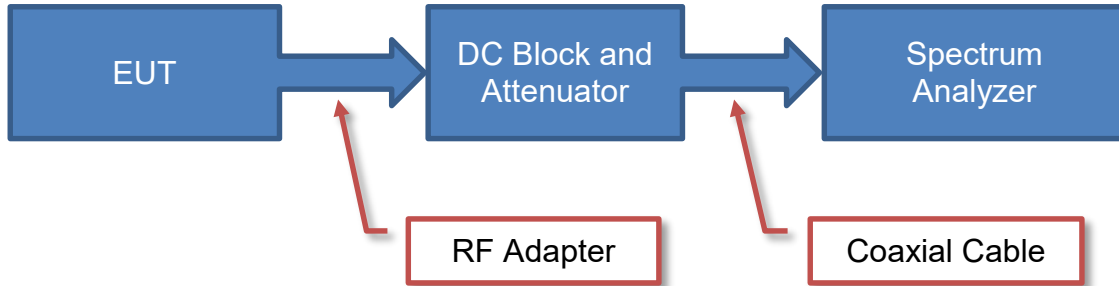 EUT
DC Block and
Attenuator
Spectrum
Analyzer
RF Adapter
Coaxial Cable